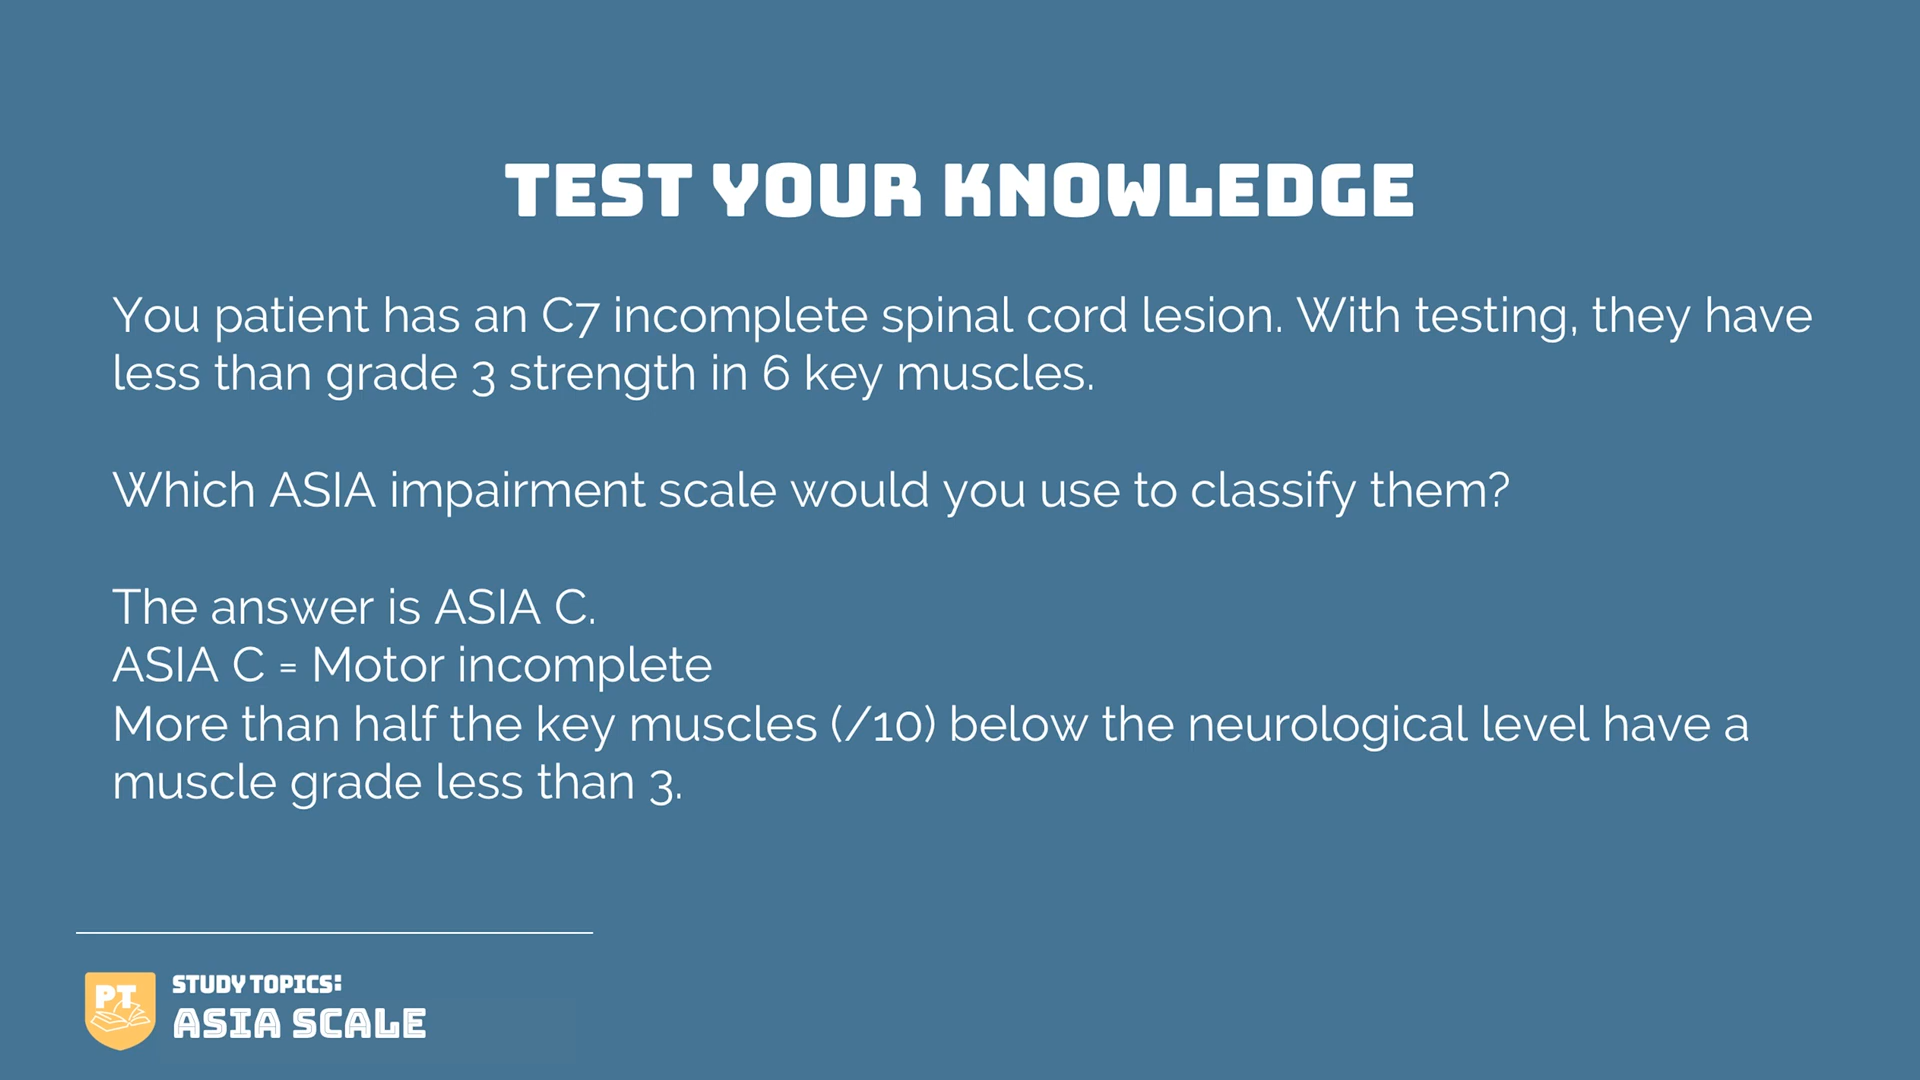 TEST YOUR KNOWLEDGE
You patient has an C7 incomplete spinal cord lesion. With testing, they have
less than grade 3 strength in 6 key muscles.
Which ASIA impairment scale would you use to classify them?
The answer is ASIA C.
ASIA C = Motor incomplete
More than half the key muscles (/10) below the neurological level have a
muscle grade less than 3.
PT
STUDY TOPICS:
ASIA SCALE